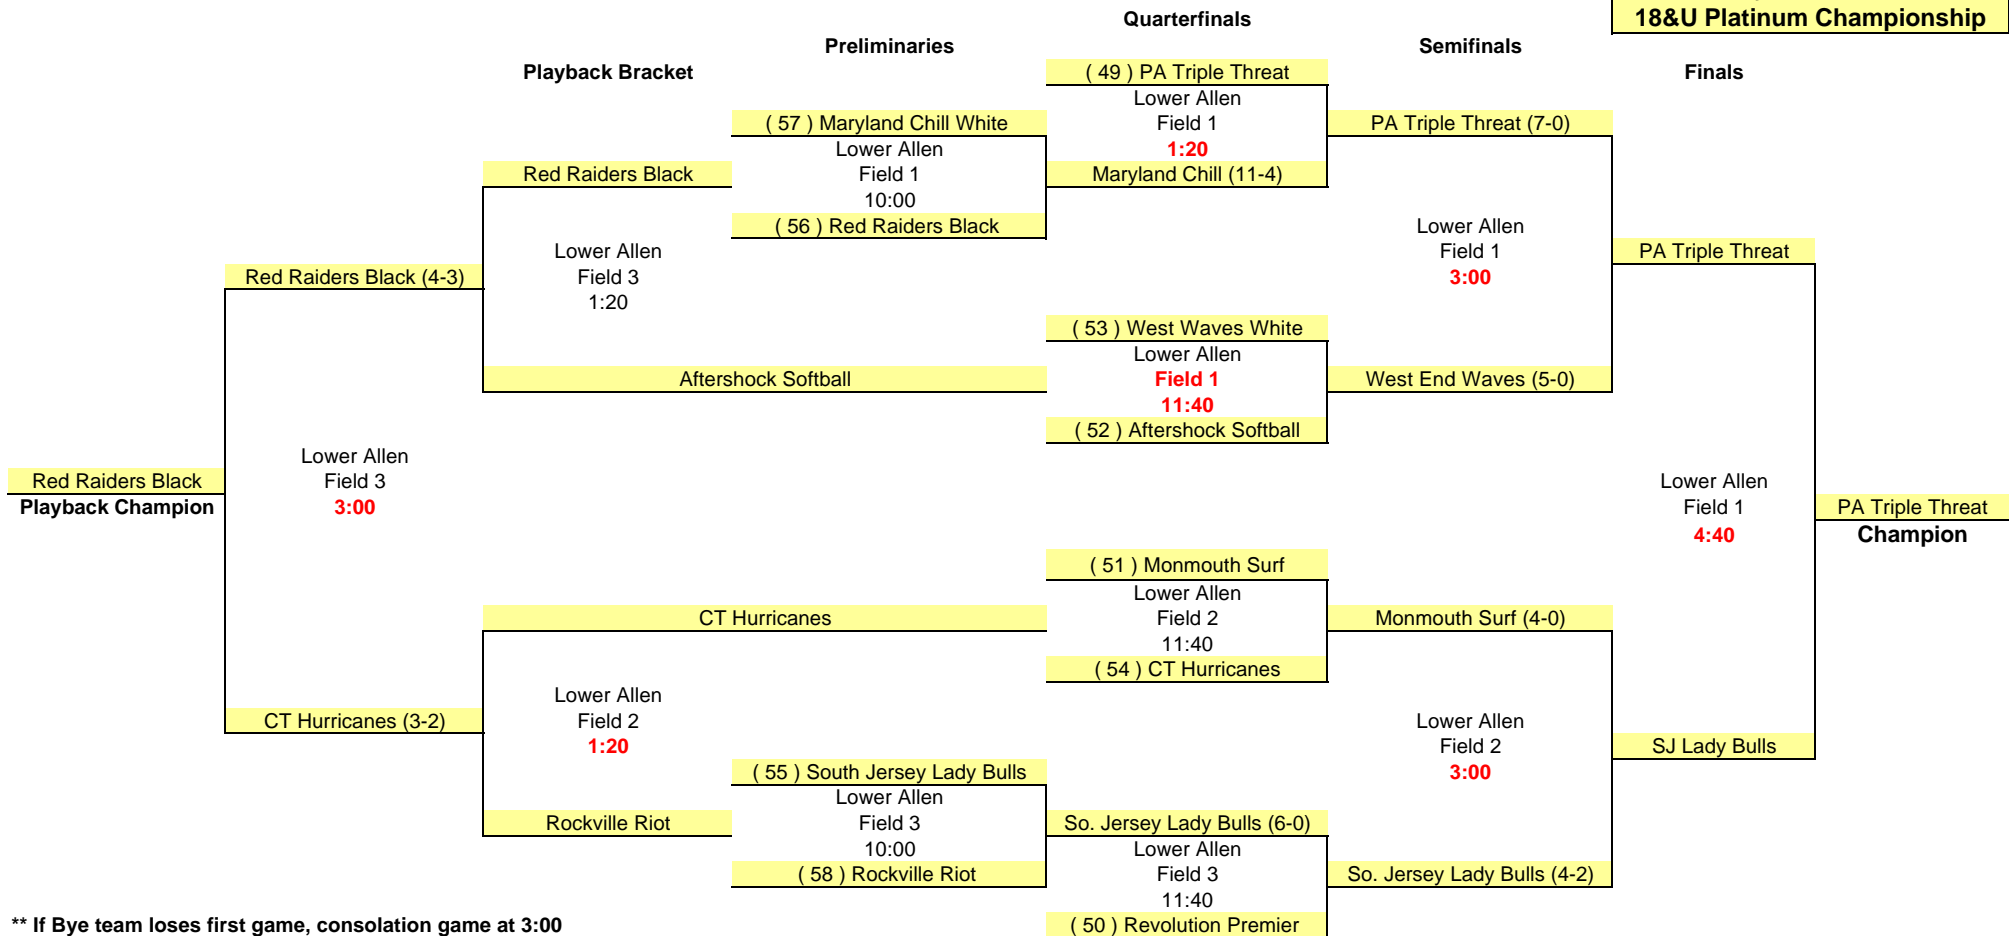 18&U Platinum Championship
Quarterfinals
Preliminaries
Semifinals
Playback Bracket
Finals
( 49 ) PA Triple Threat
Lower Allen
Field 1
1:20
( 57 ) Maryland Chill White
Lower Allen
Field 1
10:00
( 56 ) Red Raiders Black
PA Triple Threat (7-0)
Red Raiders Black
Maryland Chill (11-4)
Lower Allen
Field 3
1:20
Lower Allen
Field 1
3:00
PA Triple Threat
Red Raiders Black (4-3)
( 53 ) West Waves White
Lower Allen
Field 1
11:40
( 52 ) Aftershock Softball
Aftershock Softball
West End Waves (5-0)
Lower Allen
Field 3
3:00
Red Raiders Black
Playback Champion
Lower Allen
Field 1
4:40
PA Triple Threat
Champion
( 51 ) Monmouth Surf
Lower Allen
Field 2
11:40
( 54 ) CT Hurricanes
CT Hurricanes
Monmouth Surf (4-0)
Lower Allen
Field 2
1:20
CT Hurricanes (3-2)
Lower Allen
Field 2
3:00
SJ Lady Bulls
( 55 ) South Jersey Lady Bulls
Lower Allen
Field 3
10:00
( 58 ) Rockville Riot
Rockville Riot
So. Jersey Lady Bulls (6-0)
Lower Allen
Field 3
11:40
( 50 ) Revolution Premier
So. Jersey Lady Bulls (4-2)
** If Bye team loses first game, consolation game at 3:00